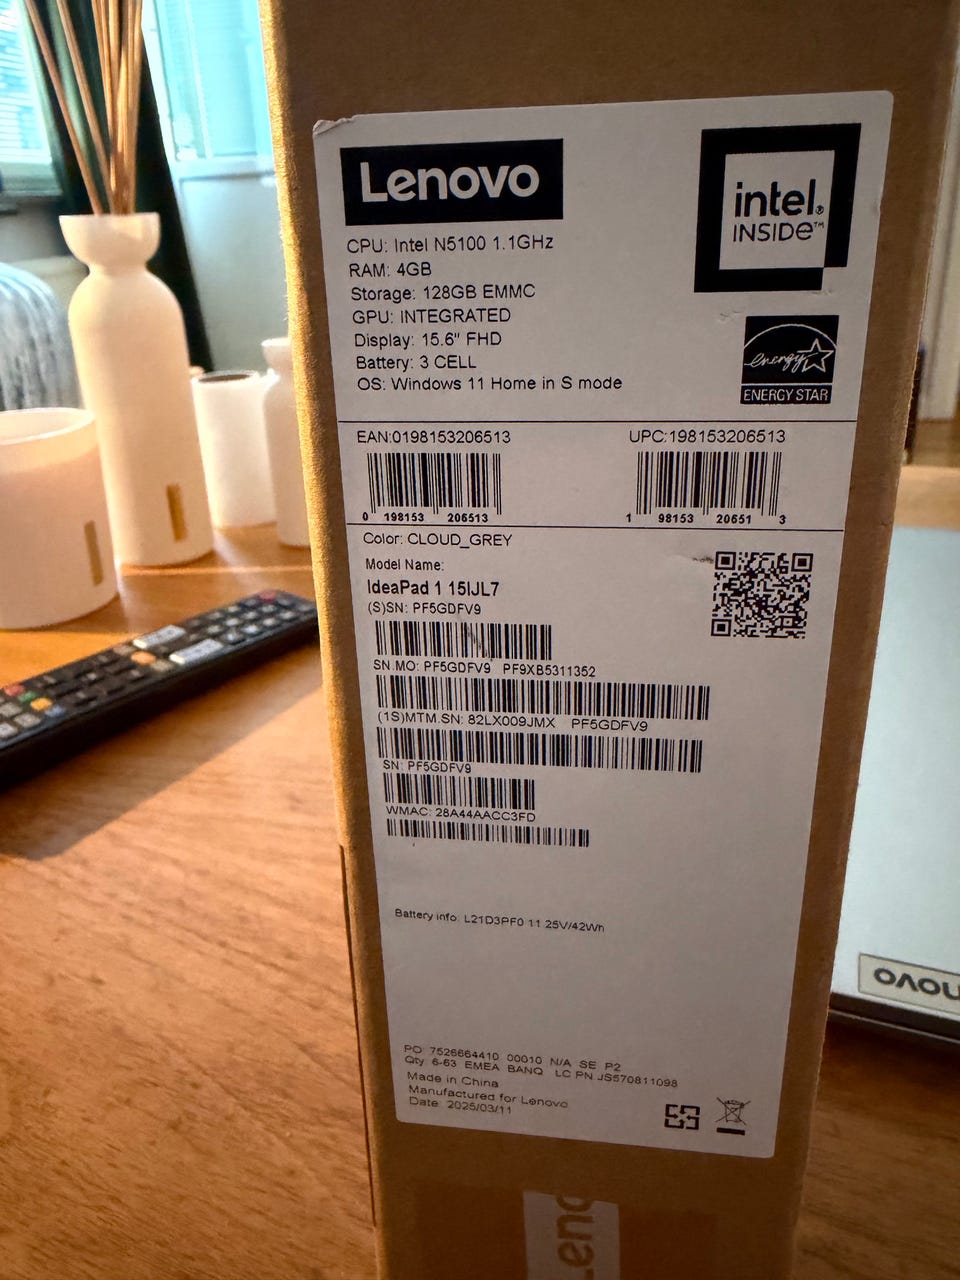 Lenovo
intel.
INSIDE™
CPU: Intel N5100 1.1GHz
RAM: 4GB
Storage: 128GB EMMC
GPU: INTEGRATED
Display: 15.6" FHD
Battery: 3 CELL
OS: Windows 11 Home in S mode
energy
ENERGY STAR
EAN:0198153206513
UPC:198153206513
0 198153 206513
1 98153 20651 3
Color: CLOUD_GREY
Model Name:
IdeaPad 1 15IJL7
(S)SN: PF5GDFV9
SN.MO: PF5GDFV9 PF9XB5311352
(1S)MTM.SN: 82LX009JMX PF5GDFV9
SN: PF5GDFV9
WMAC: 28A44AACC3FD
Battery info: L21D3PF0 11 25V/42Wh
PO 7526664410 00010 N/A SE P2
Qty 6-63 EMEA BANQ LC PN JS570811098
Made in China
Manufactured for Lenovo
Date: 2025/03/11
Lenovo
Leno